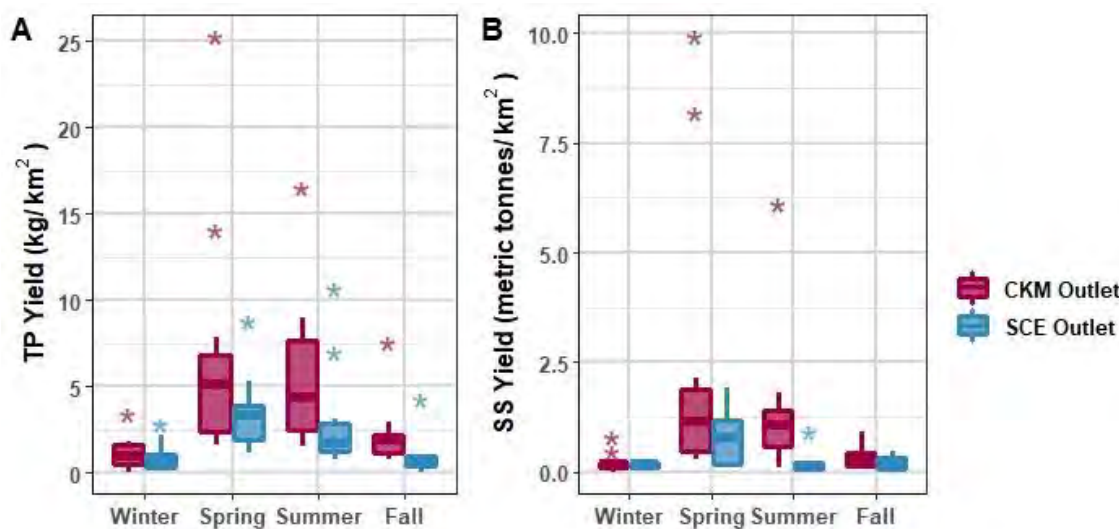 A
TP Yield (kg/km²)
25
20
15
10
5
0
Winter Spring Summer Fall
B
SS Yield (metric tonnes/km²)
10.0
7.5
5.0
2.5
0.0
Winter Spring Summer Fall
CKM Outlet
SCE Outlet